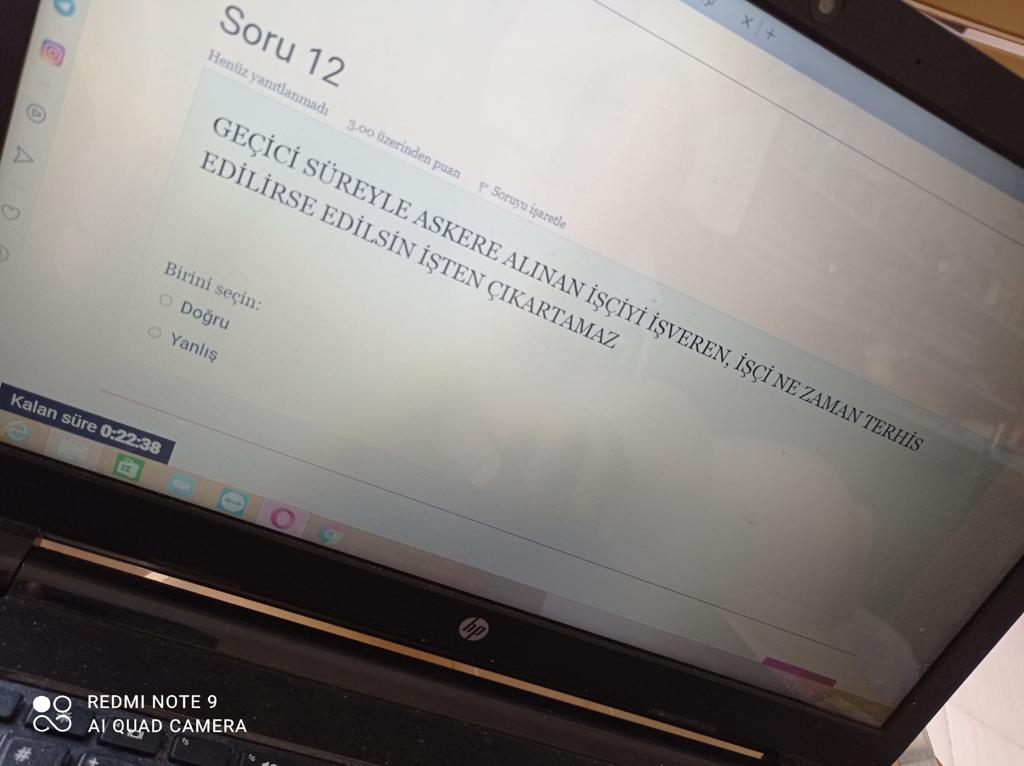 Soru 12
Henüz yanıtlanmadı 3.00 üzerinden puan Soruyu işaretle
GEÇİCİ SÜREYLE ASKERE ALINAN İŞÇİYİ İŞVEREN, İŞÇİ NE ZAMAN TERHİS
EDİLİRSE EDİLSİN İŞTEN ÇIKARTAMAZ
Birini seçin:
Doğru
Yanlış
Kalan süre 0:22:38
hp
REDMI NOTE 9
AI QUAD CAMERA